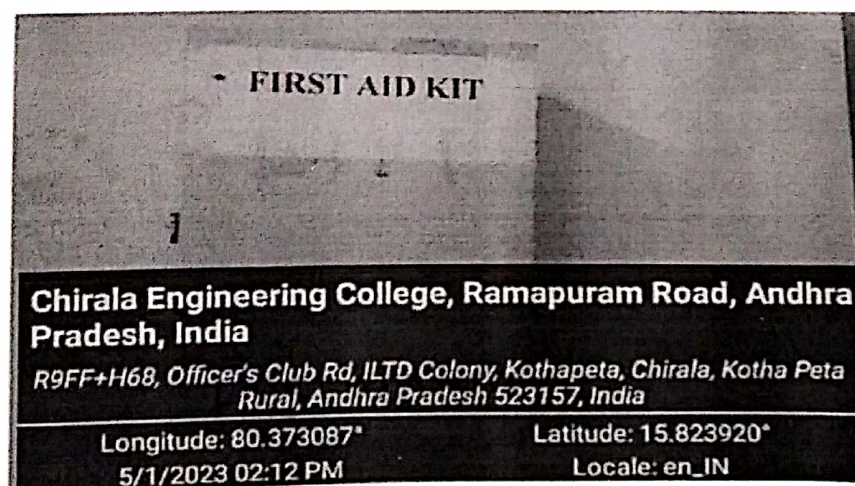 FIRST AID KIT
Chirala Engineering College, Ramapuram Road, Andhra
Pradesh, India
R9FF+H68, Officer's Club Rd, ILTD Colony, Kothapeta, Chirala, Kotha Peta
Rural, Andhra Pradesh 523157, India
Longitude: 80.373087°
Latitude: 15.823920°
5/1/2023 02:12 PM
Locale: en_IN